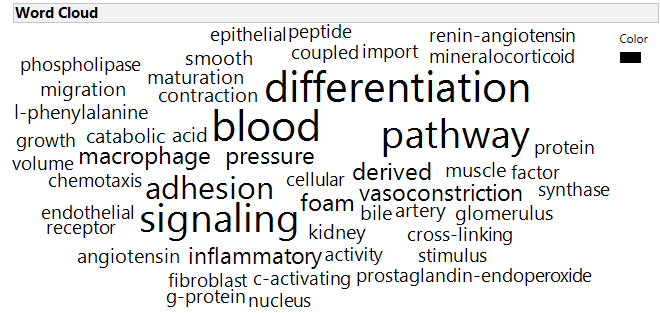 Word Cloud
Color
epithelial peptide renin-angiotensin
smooth coupled import mineralocorticoid
phospholipase maturation
migration contraction differentiation
l-phenylalanine
growth catabolic acid blood pathway protein
volume macrophage pressure
chemotaxis adhesion cellular derived muscle factor
foam vasoconstriction synthase
endothelial signaling bile artery glomerulus
receptor kidney cross-linking
angiotensin inflammatory activity stimulus
fibroblast c-activating prostaglandin-endoperoxide
g-protein nucleus